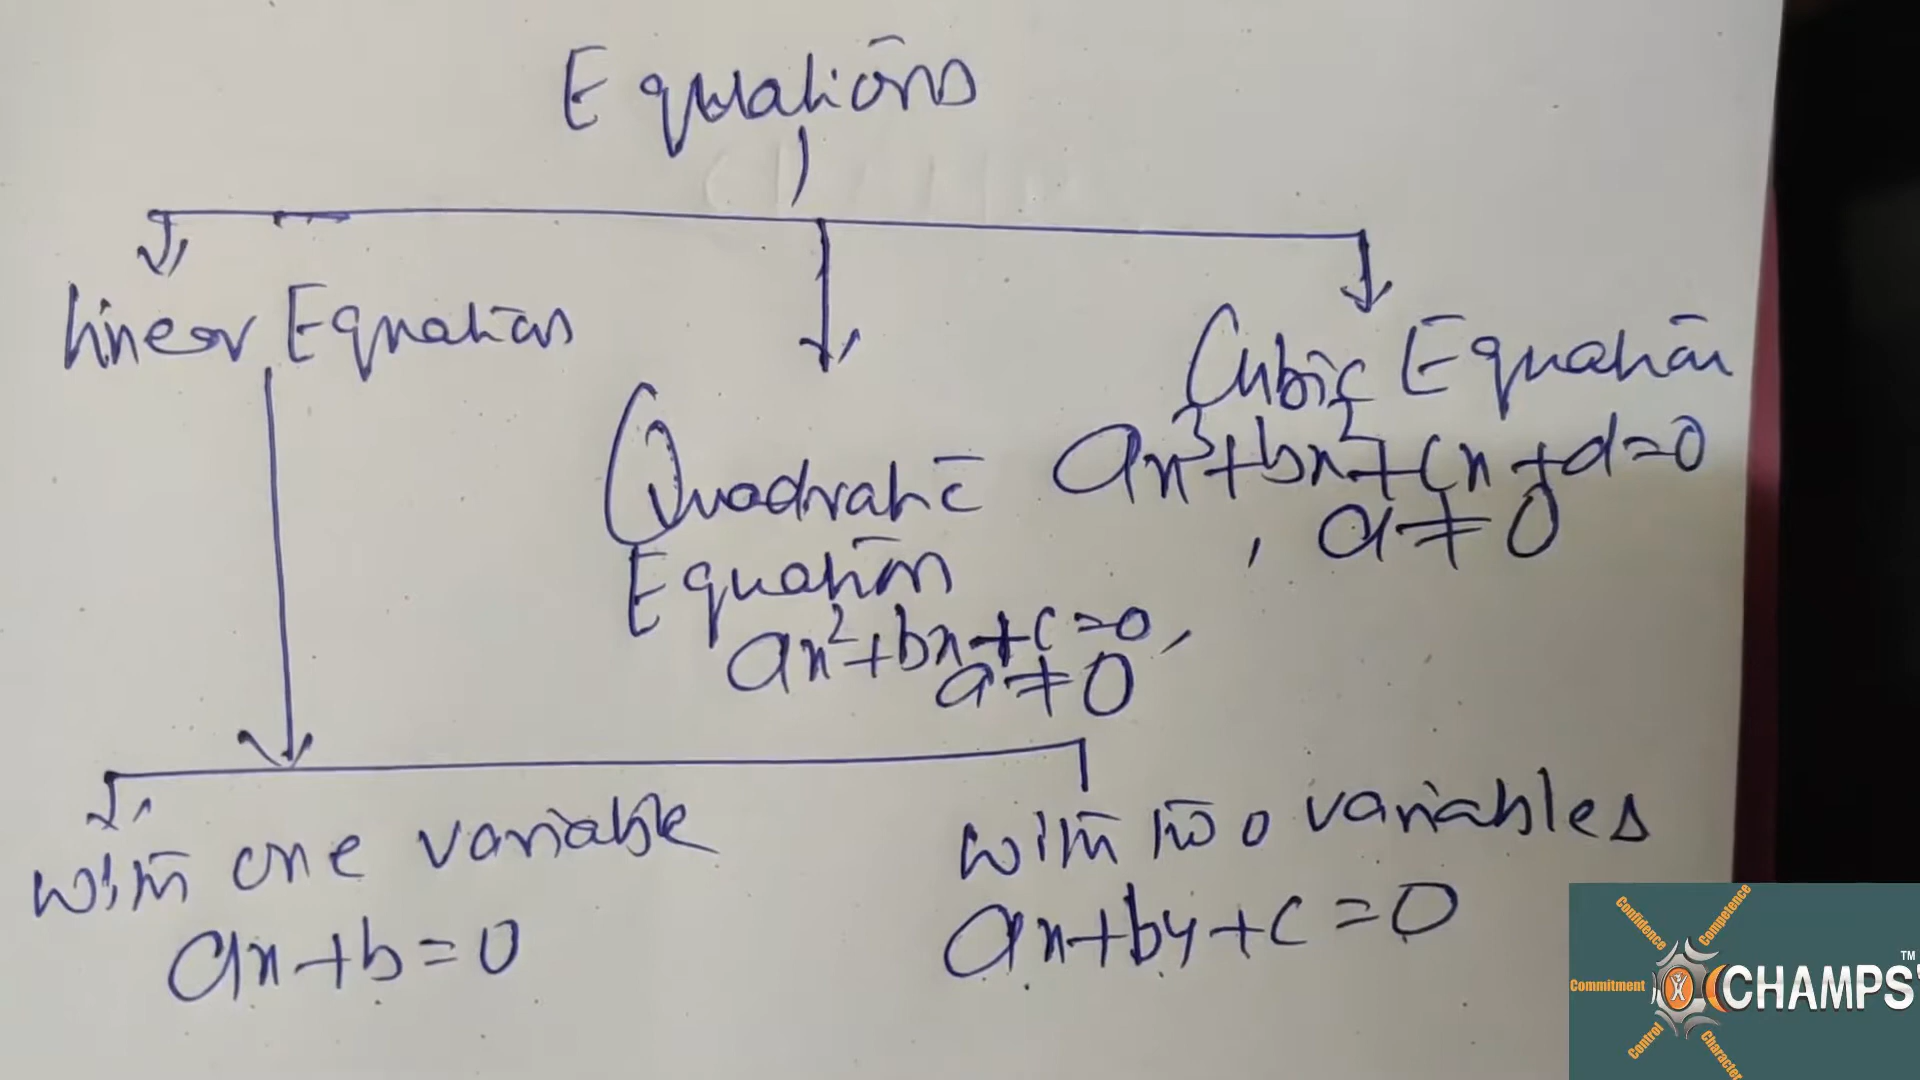 Equations
Linear Equations
Cubic Equation
ax³+bx²+cx+d=0
, a≠0
Quadratic
Equation
ax²+bx+c=0,
a≠0
with one variable
ax+b=0
with two variables
ax+by+c=0
Confidence
Competence
Commitment
CHAMPS
TM
Control
Character